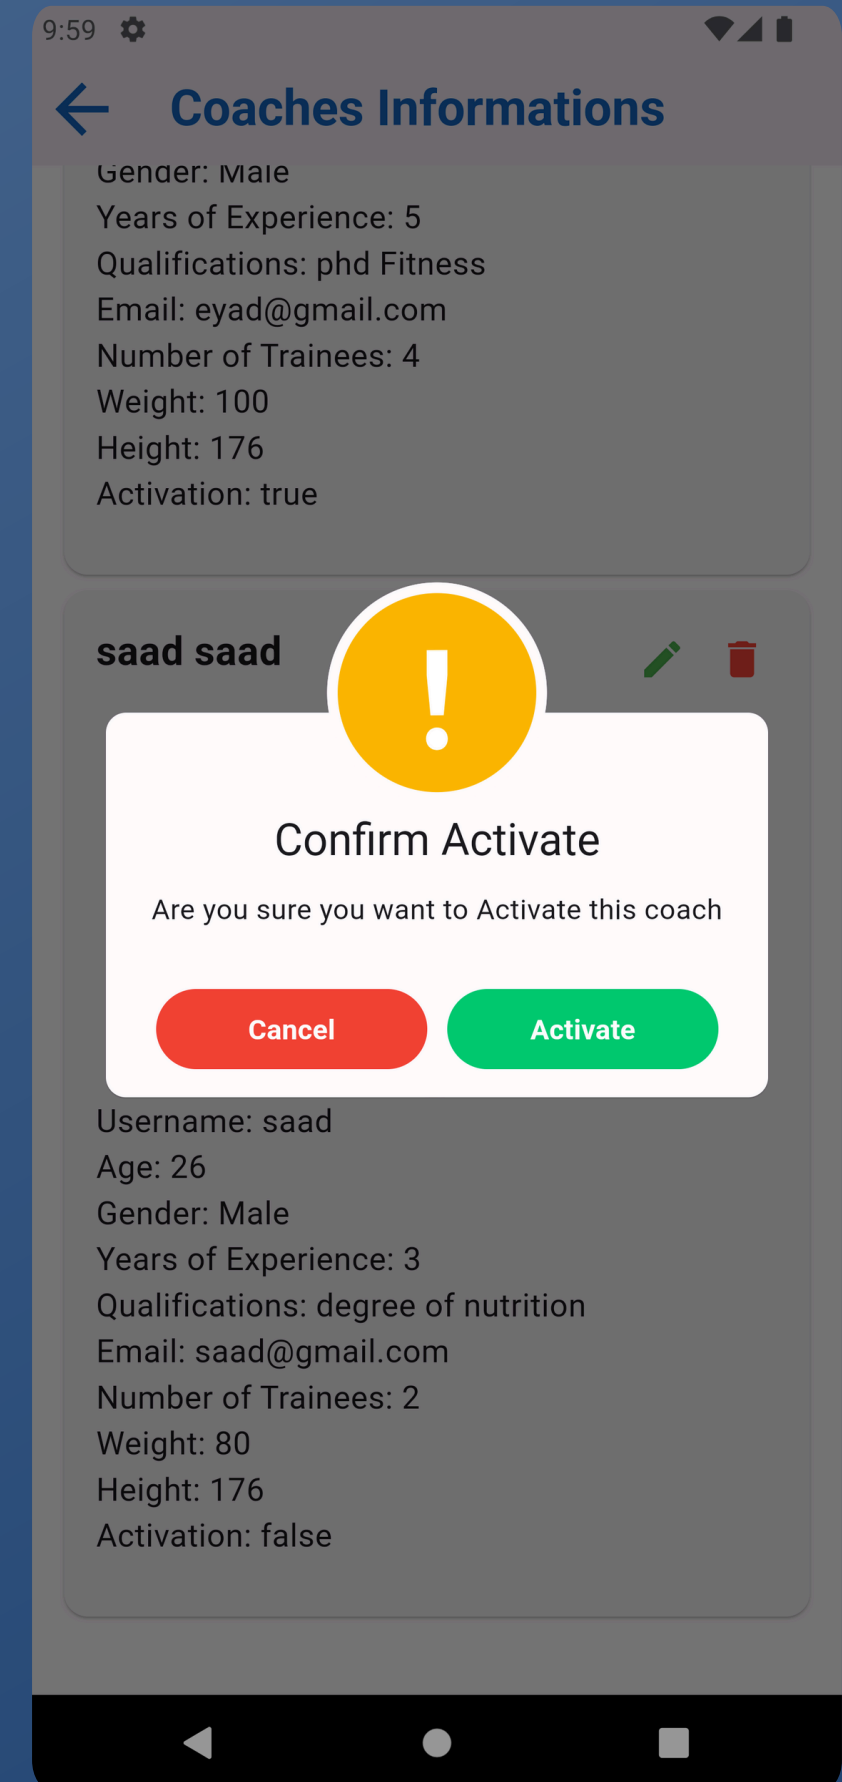 9:59
Coaches Informations
Gender: Male
Years of Experience: 5
Qualifications: phd Fitness
Email: eyad@gmail.com
Number of Trainees: 4
Weight: 100
Height: 176
Activation: true
saad saad
!
Confirm Activate
Are you sure you want to Activate this coach
Cancel
Activate
Username: saad
Age: 26
Gender: Male
Years of Experience: 3
Qualifications: degree of nutrition
Email: saad@gmail.com
Number of Trainees: 2
Weight: 80
Height: 176
Activation: false